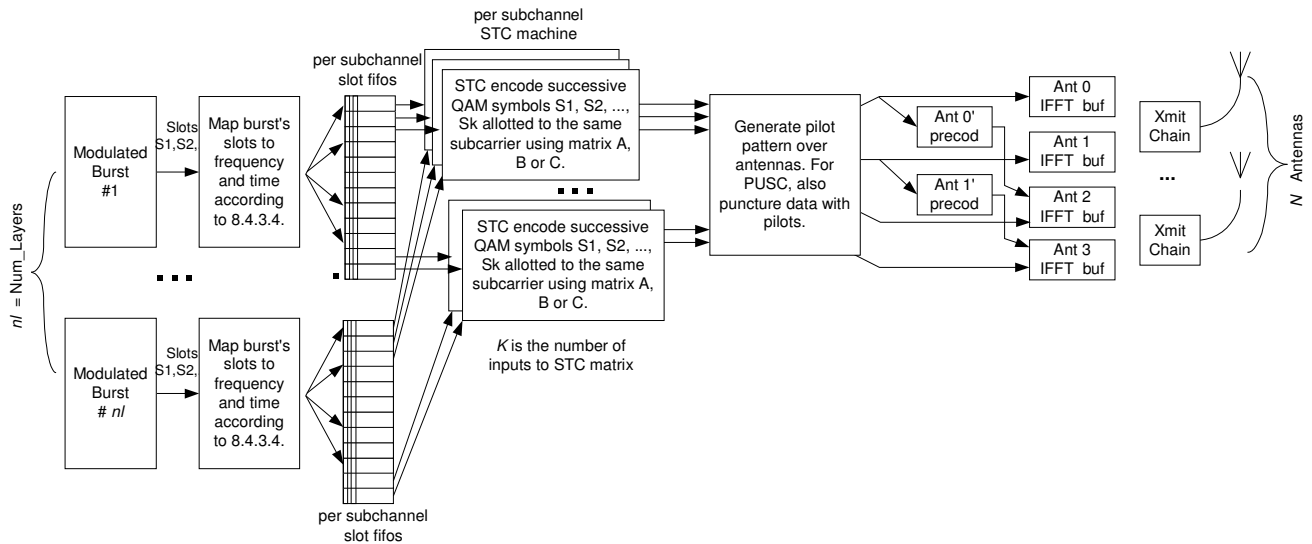 per subchannel
STC machine
per subchannel
slot fifos
nl = Num_Layers
Modulated
Burst
#1
Slots
S1,S2,
Map burst's
slots to
frequency
and time
according
to 8.4.3.4.
STC encode successive
QAM symbols S1, S2, ...,
Sk allotted to the same
subcarrier using matrix A,
B or C.
...
STC encode successive
QAM symbols S1, S2, ...,
Sk allotted to the same
subcarrier using matrix A,
B or C.
K is the number of
inputs to STC matrix
Generate pilot
pattern over
antennas. For
PUSC, also
puncture data with
pilots.
Ant 0'
precod
Ant 1'
precod
Ant 0
IFFT buf
Ant 1
IFFT buf
Ant 2
IFFT buf
Ant 3
IFFT buf
Xmit
Chain
...
Xmit
Chain
N Antennas
...
Modulated
Burst
# nl
Slots
S1,S2,
Map burst's
slots to
frequency
and time
according
to 8.4.3.4.
per subchannel
slot fifos